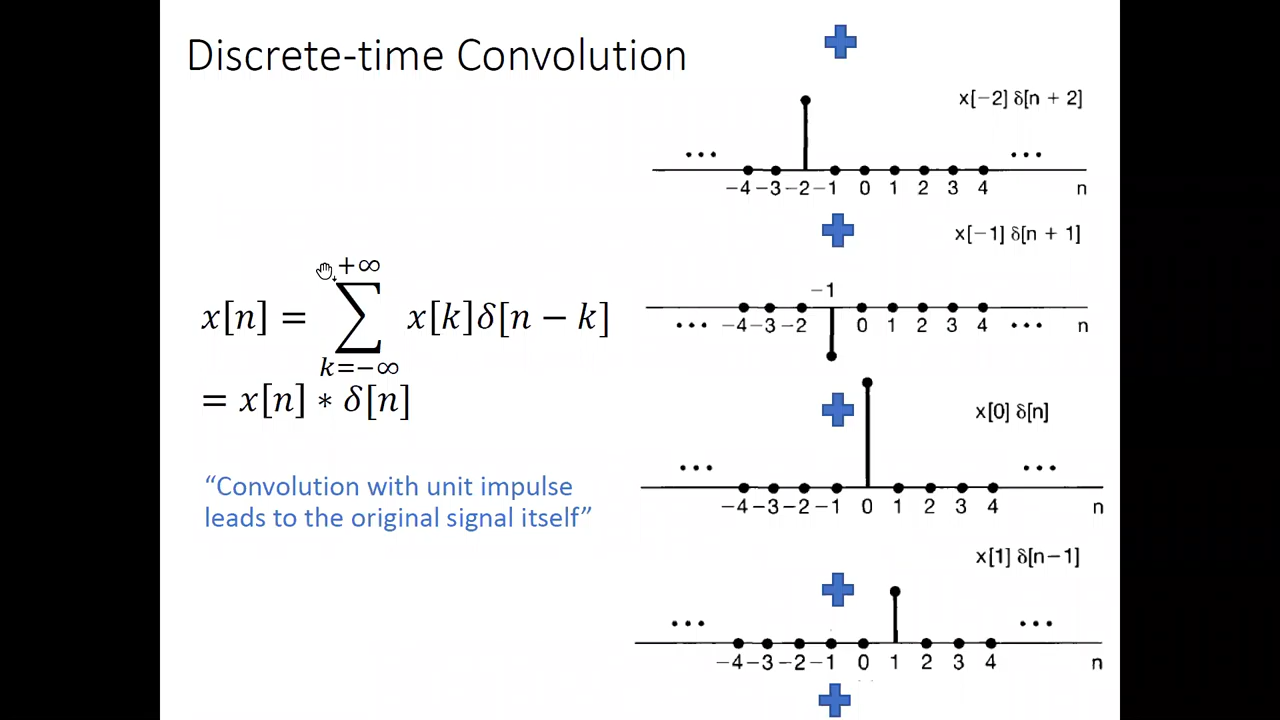 Discrete-time Convolution
x[−2] δ[n + 2]
... ...
−4 −3 −2 −1 0 1 2 3 4 n
x[−1] δ[n + 1]
−1
... −4 −3 −2 0 1 2 3 4 ... n
+∞
x[n] = ∑ x[k]δ[n − k]
k=−∞
= x[n] ∗ δ[n]
x[0] δ[n]
... ...
−4 −3 −2 −1 0 1 2 3 4 n
“Convolution with unit impulse
leads to the original signal itself”
x[1] δ[n−1]
... ...
−4 −3 −2 −1 0 1 2 3 4 n